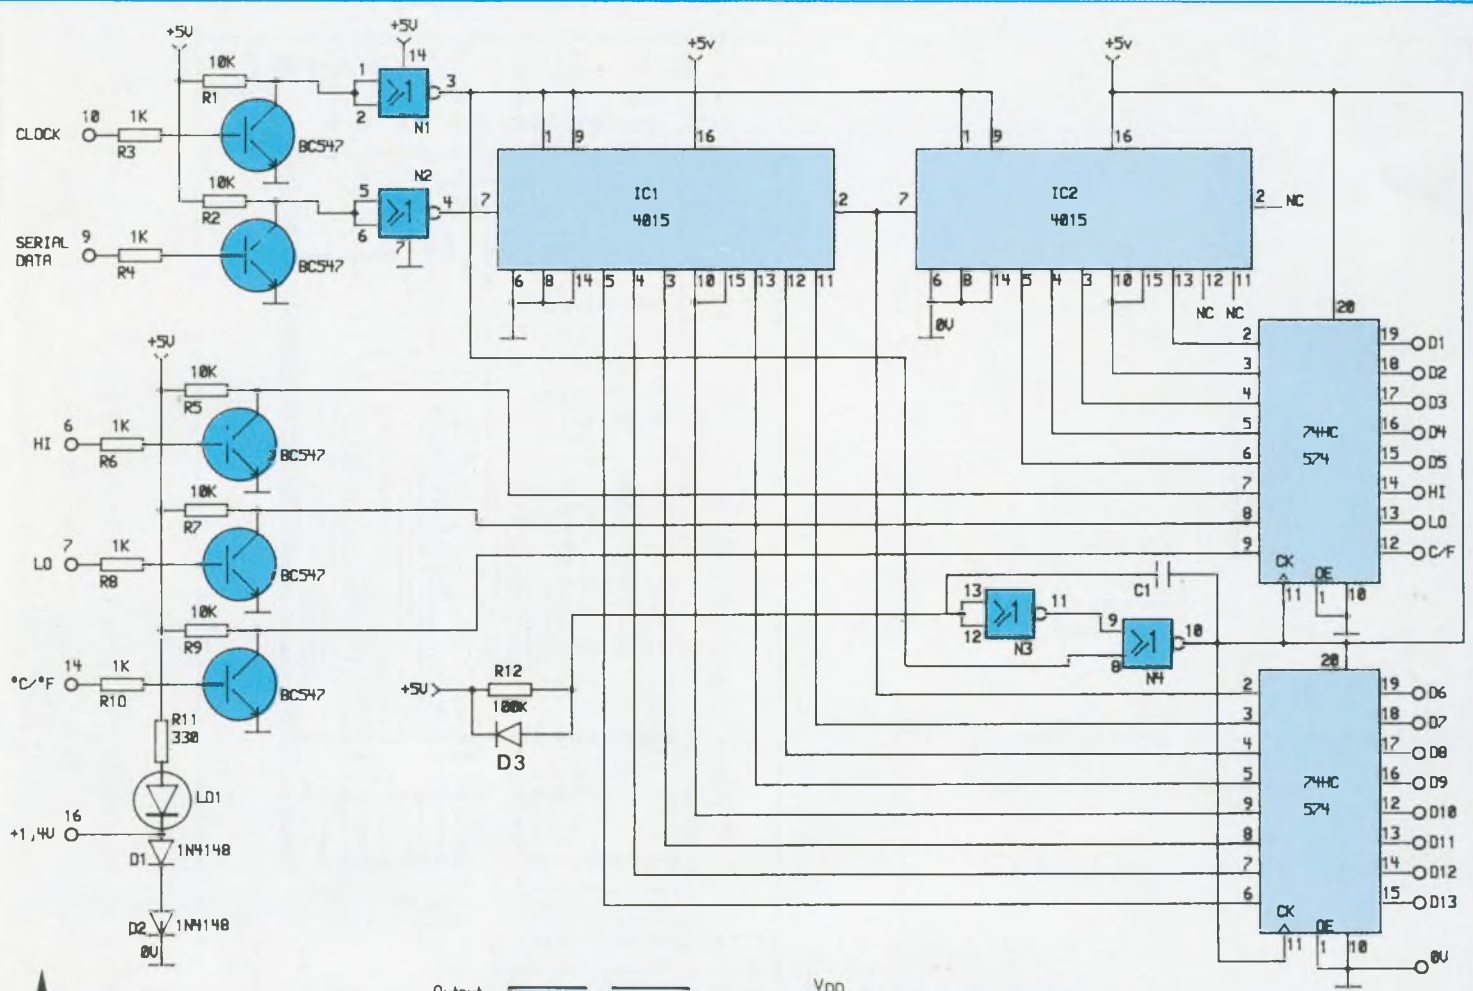 +5V
10K
R1
CLOCK 10 1K
R3
BC547
10K
R2
SERIAL DATA 9 1K
R4
BC547
+5V
14
1
2
3
≥1
N1
N2
5
6
4
≥1
7
+5v
1 9 16
7 IC1 2
4015
6 8 14 5 4 3 10 15 13 12 11
+5v
1 9 16
7 IC2 2 NC
4015
6 8 14 5 4 3 10 15 13 12 11
0V
NC NC
+5V
10K
R5
HI 6 1K
R6
BC547
10K
R7
LO 7 1K
R8
BC547
10K
R9
°C/°F 14 1K
R10
BC547
R11
330
LD1
+1,4V 16
D1 1N4148
D2 1N4148
0V
+5V
R12
100K
D3
C1
13
12
≥1
11
N3
9
8
≥1
10
N4
20
2 19 D1
3 18 D2
4 17 D3
5 74HC 16 D4
6 574 15 D5
7 14 HI
8 13 LO
9 12 C/F
CK OE
11 1 10
20
2 19 D6
3 18 D7
4 17 D8
5 74HC 16 D9
9 574 12 D10
8 13 D11
7 14 D12
6 15 D13
CK OE
11 1 10
0V
Output
VDD